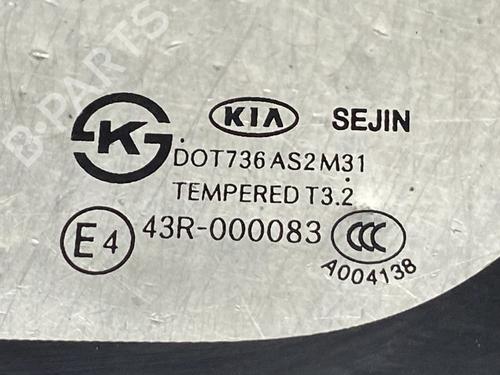 B-PARTS
K KIA SEJIN
DOT736 AS2 M31
TEMPERED T3.2
E4 43R-000083 CCC
A004138